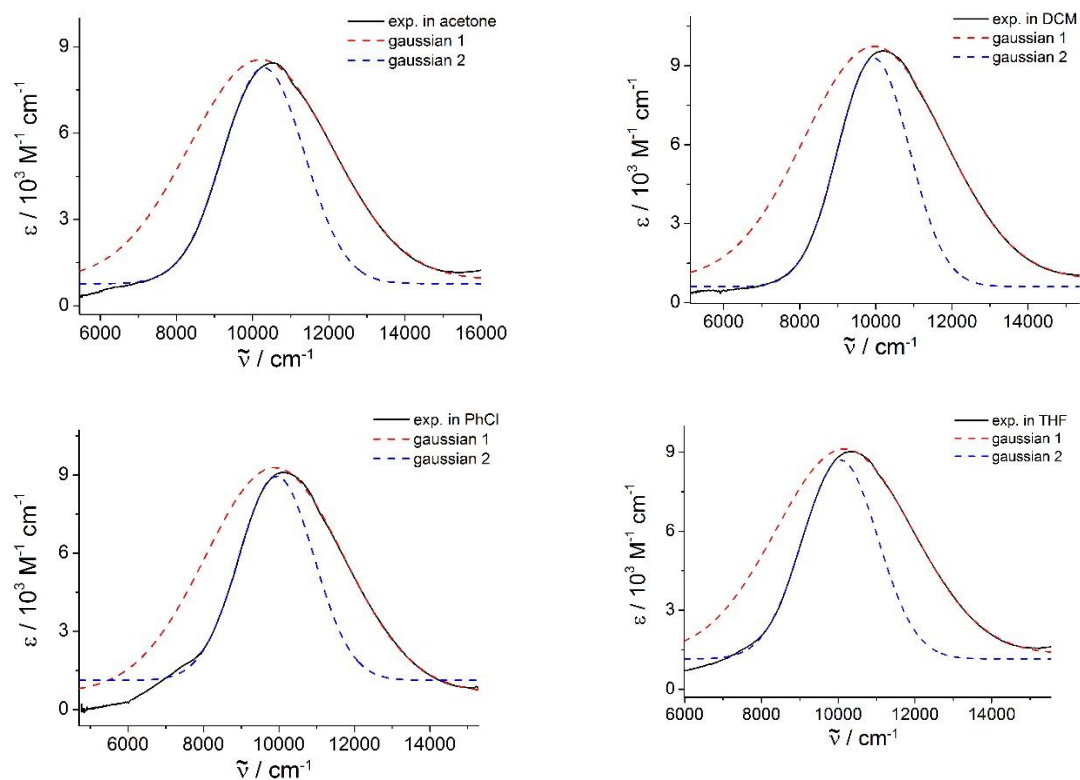 exp. in acetone
gaussian 1
gaussian 2
9
6
3
0
ε / 10³ M⁻¹ cm⁻¹
6000 8000 10000 12000 14000 16000
ṽ / cm⁻¹
exp. in DCM
gaussian 1
gaussian 2
9
6
3
0
ε / 10³ M⁻¹ cm⁻¹
6000 8000 10000 12000 14000
ṽ / cm⁻¹
exp. in PhCl
gaussian 1
gaussian 2
9
6
3
0
ε / 10³ M⁻¹ cm⁻¹
6000 8000 10000 12000 14000
ṽ / cm⁻¹
exp. in THF
gaussian 1
gaussian 2
9
6
3
0
ε / 10³ M⁻¹ cm⁻¹
6000 8000 10000 12000 14000
ṽ / cm⁻¹